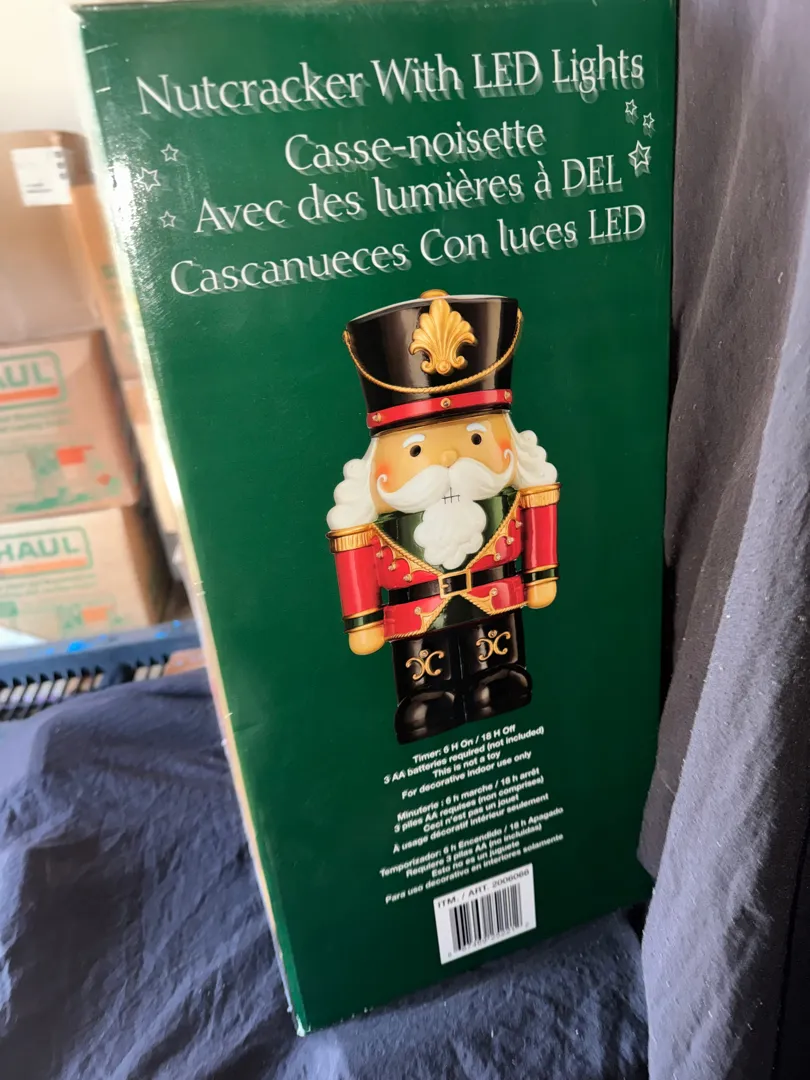 Nutcracker With LED Lights
Casse-noisette
Avec des lumières à DEL
Cascanueces Con luces LED
AUL
HAUL
Timer: 6 H On / 18 H Off
3 AA batteries required (not included)
This is not a toy
For decorative indoor use only
Minuterie : 6 h marche / 18 h arrêt
3 piles AA requises (non comprises)
Ceci n'est pas un jouet
À usage décoratif intérieur seulement
Temporizador: 6 h Encendido / 18 h Apagado
Requiere 3 pilas AA (no incluidas)
Esto no es un juguete
Para uso decorativo en interiores solamente
ITM. / ART. 2006066